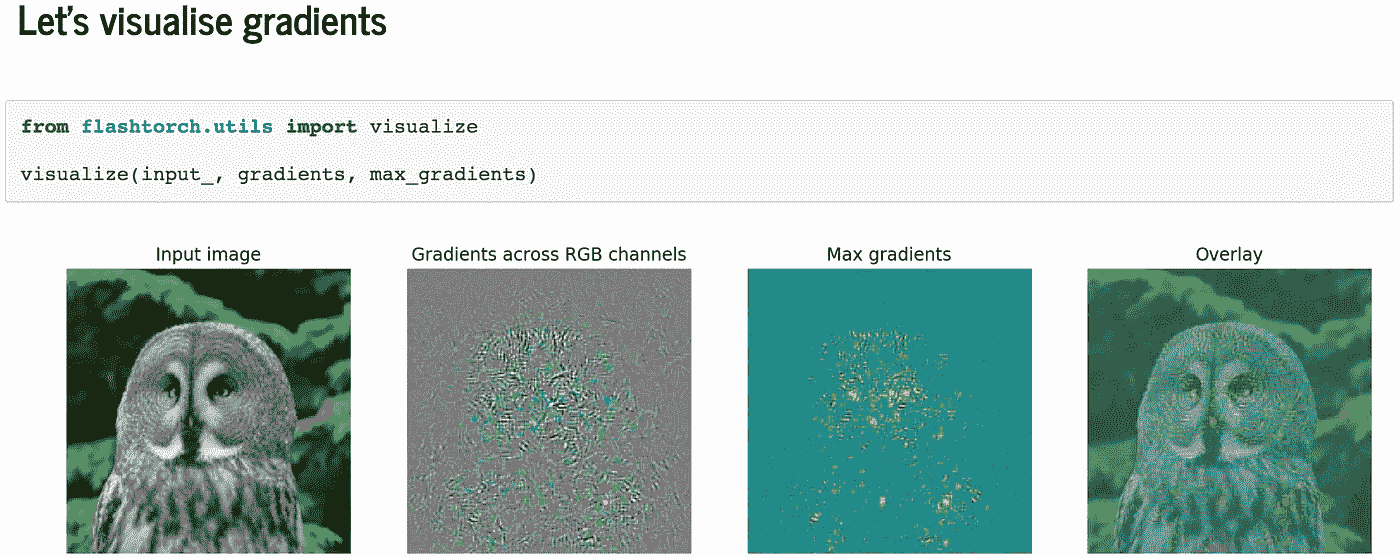 Let's visualise gradients
from flashtorch.utils import visualize
visualize(input_, gradients, max_gradients)
Input image
Gradients across RGB channels
Max gradients
Overlay